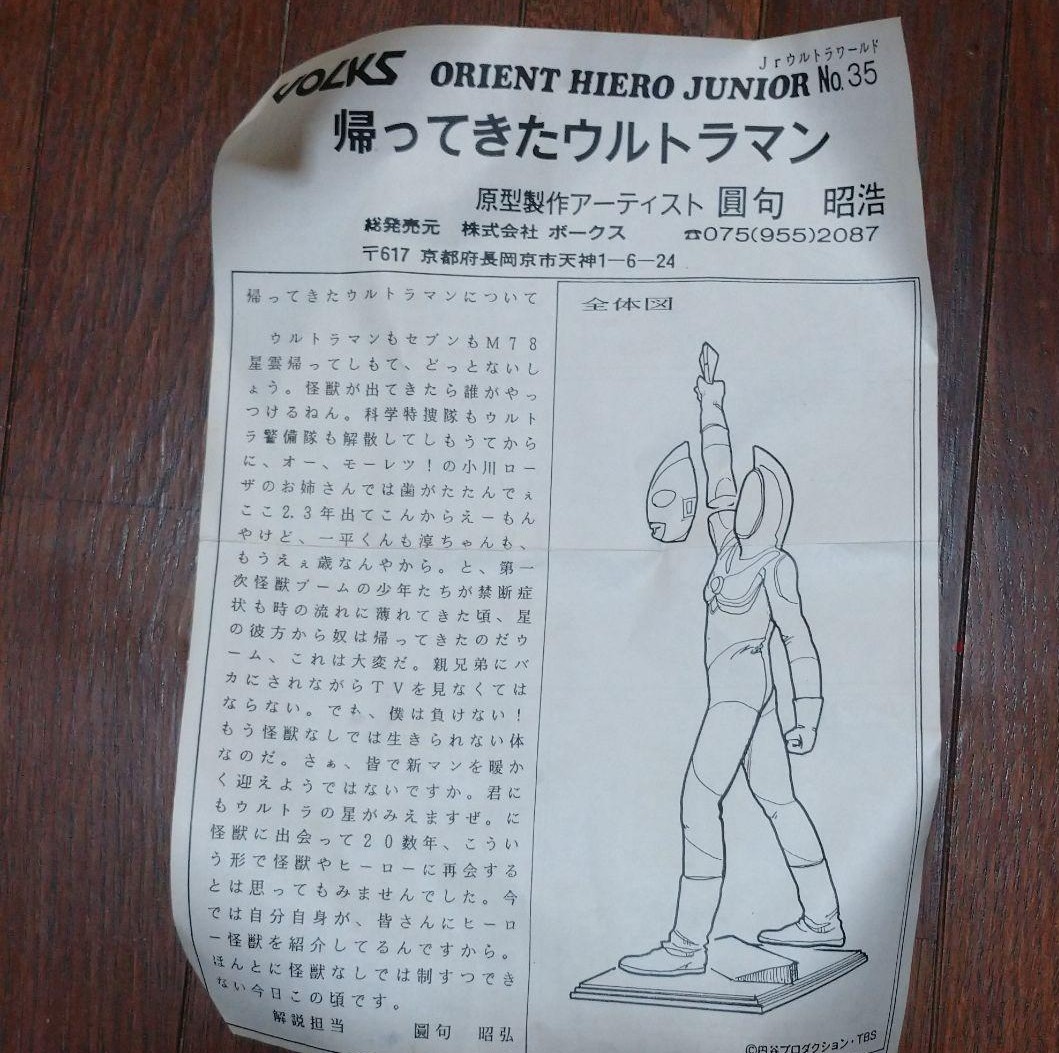 VOLKS ORIENT HIERO JUNIOR No.35
Jrウルトラワールド
帰ってきたウルトラマン
原型製作アーティスト 圓句 昭浩
総発売元 株式会社 ボークス ☎075(955)2087
〒617 京都府長岡京市天神1-6-24
帰ってきたウルトラマンについて
ウルトラマンもセブンもM78
星雲帰ってしもて、どっとないし
ょう。怪獣が出てきたら誰がやっ
つけるねん。科学特捜隊もウルト
ラ警備隊も解散してしもうてから
に、オー、モーレツ!の小川ロー
ザのお姉さんでは歯がたたんでぇ
ここ2.3年出てこんからえーもん
やけど、一平くんも淳ちゃんも、
もうえぇ歳なんやから。と、第一
次怪獣ブームの少年たちが禁断症
状も時の流れに薄れてきた頃、星
の彼方から奴は帰ってきたのだゥ
ーム、これは大変だ。親兄弟にバ
カにされながらTVを見なくては
ならない。でも、僕は負けない!
もう怪獣なしでは生きられない体
なのだ。さぁ、皆で新マンを暖か
く迎えようではないですか。君に
もウルトラの星がみえますぜ。に
怪獣に出会って20数年、こうい
う形で怪獣やヒーローに再会する
とは思ってもみませんでした。今
では自分自身が、皆さんにヒーロ
ー怪獣を紹介してるんですから。
ほんとに怪獣なしでは制すつでき
ない今日この頃です。
解説担当 圓句 昭弘
全体図
©円谷プロダクション・TBS